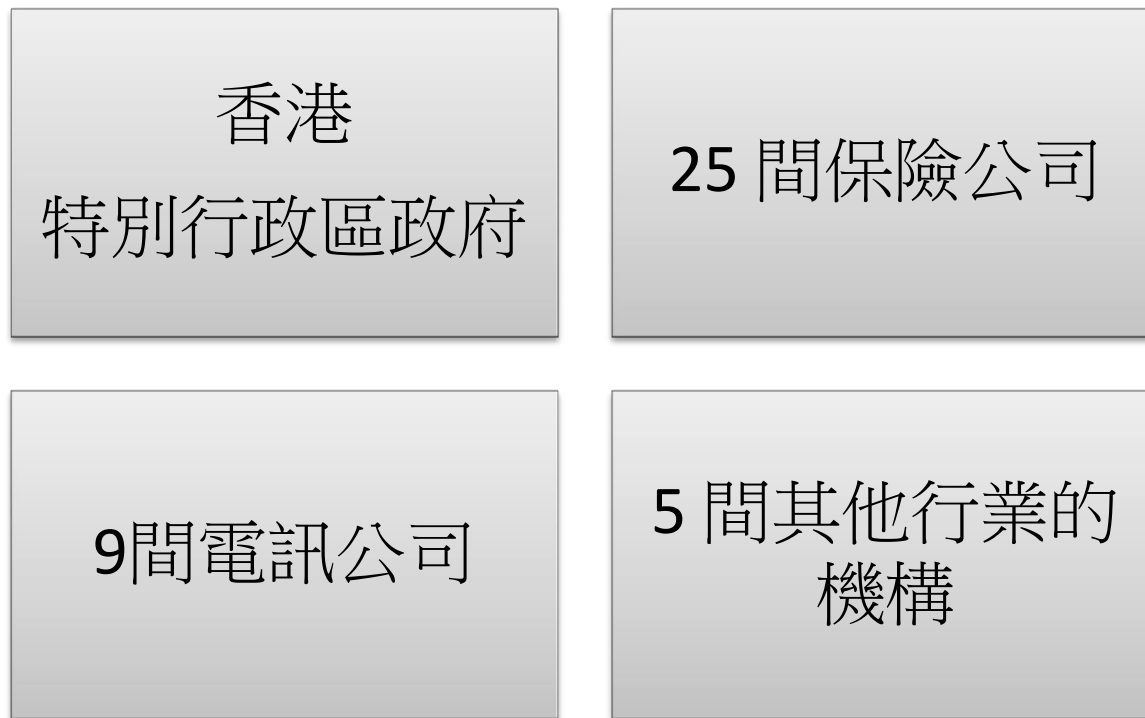 香港
特別行政區政府
25 間保險公司
9間電訊公司
5 間其他行業的
機構